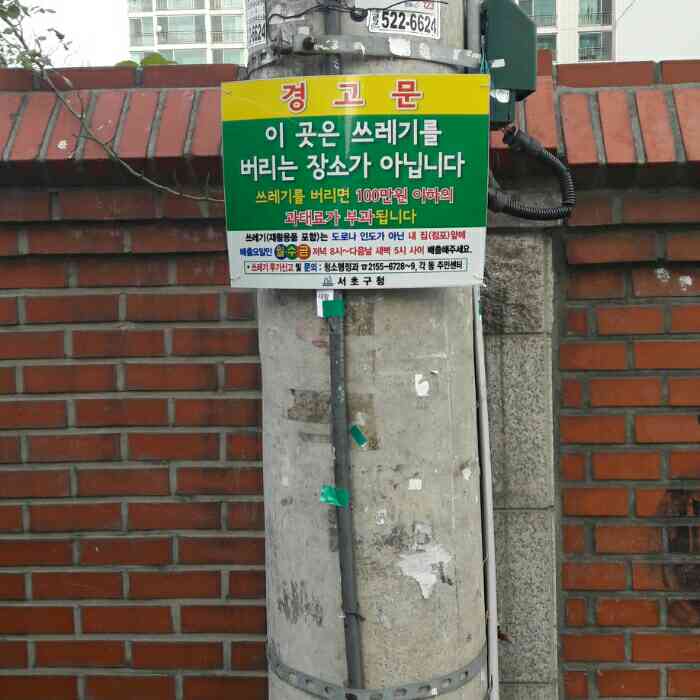 6624
522-6624
123
경고문
이 곳은 쓰레기를
버리는 장소가 아닙니다
쓰레기를 버리면 100만원 이하의
과태료가 부과됩니다
쓰레기(재활용품 포함)는 도로나 인도가 아닌 내 집(점포)앞에
배출요일인 월수금 저녁 8시~다음날 새벽 5시 사이 배출해주세요.
* 쓰레기 투기신고 및 문의 : 청소행정과 ☎2155-6728~9, 각 동 주민센터
서초구청